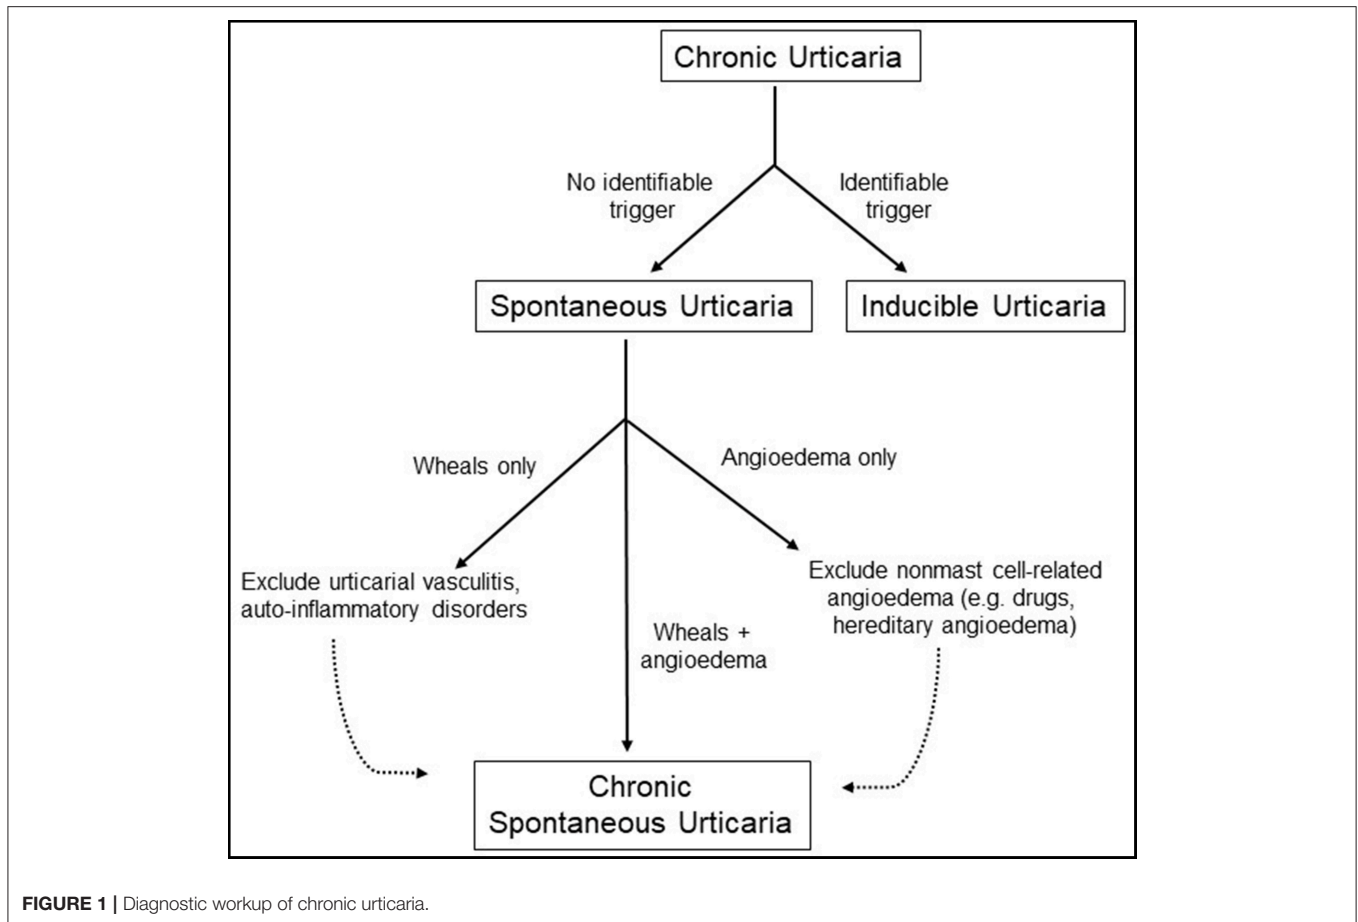 Chronic Urticaria
No identifiable
trigger
Identifiable
trigger
Spontaneous Urticaria
Inducible Urticaria
Wheals only
Angioedema only
Exclude urticarial vasculitis,
auto-inflammatory disorders
Exclude nonmast cell-related
angioedema (e.g. drugs,
hereditary angioedema)
Wheals +
angioedema
Chronic
Spontaneous Urticaria
FIGURE 1 | Diagnostic workup of chronic urticaria.